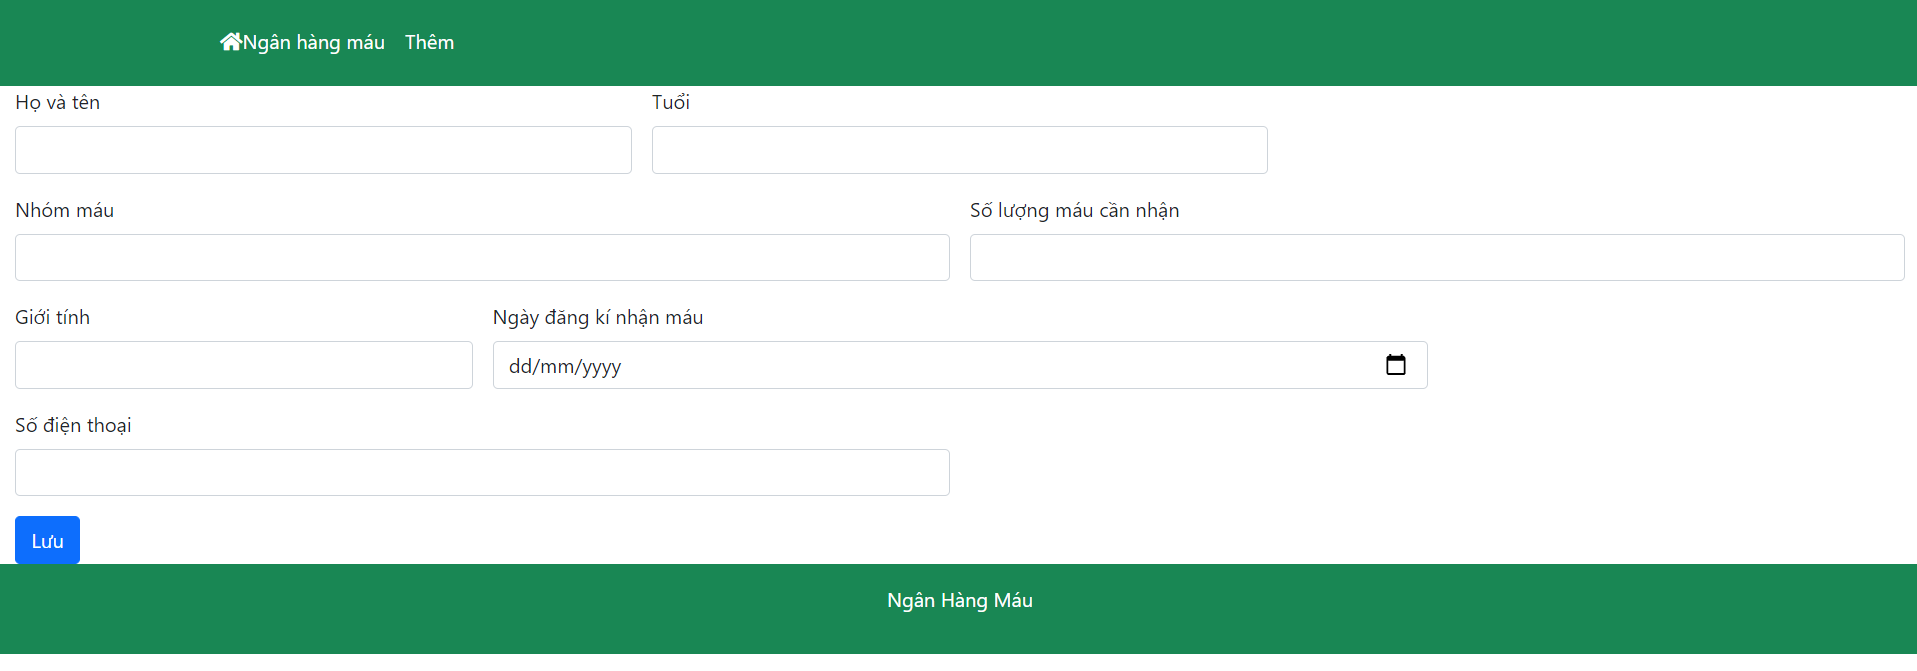 Ngân hàng máu Thêm
Họ và tên Tuổi
Nhóm máu Số lượng máu cần nhận
Giới tính Ngày đăng kí nhận máu
dd/mm/yyyy
Số điện thoại
Lưu
Ngân Hàng Máu